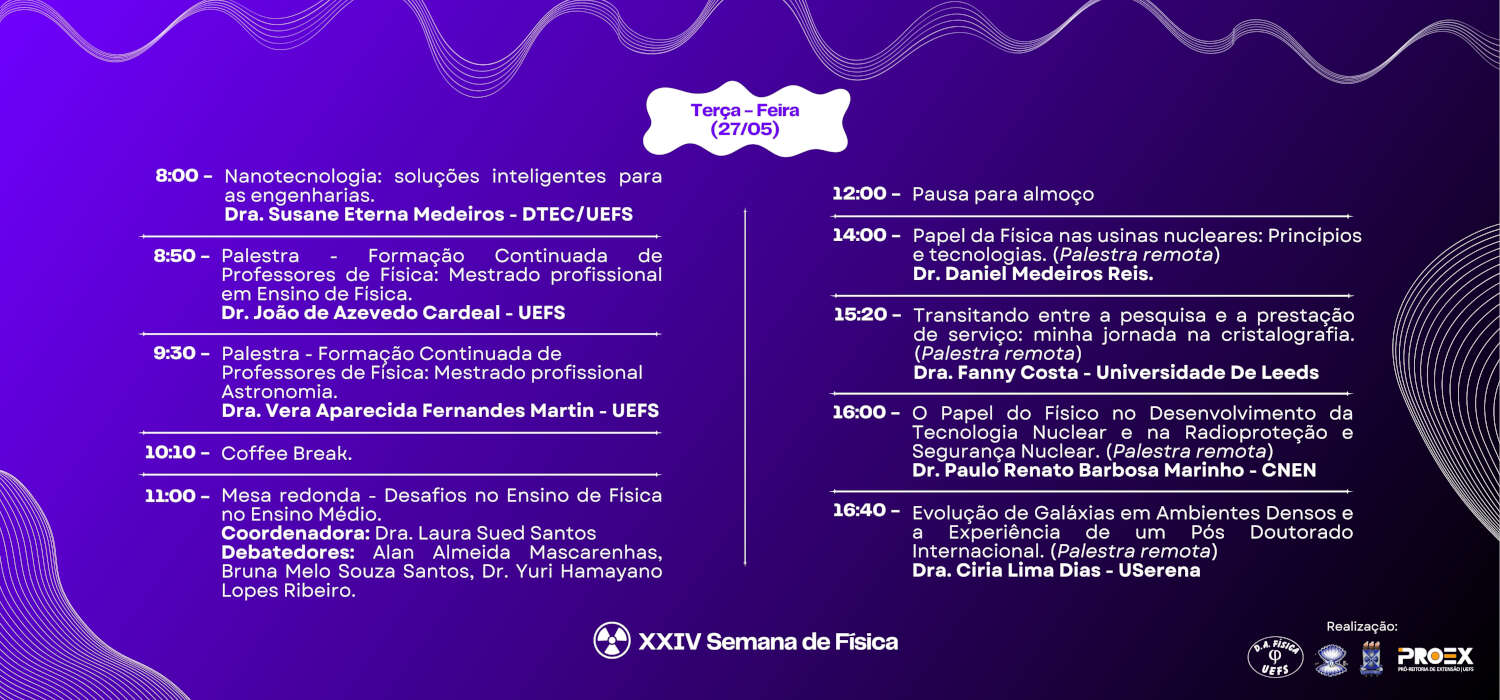 Terça - Feira
(27/05)
8:00 - Nanotecnologia: soluções inteligentes para
as engenharias.
Dra. Susane Eterna Medeiros - DTEC/UEFS
8:50 - Palestra - Formação Continuada de
Professores de Física: Mestrado profissional
em Ensino de Física.
Dr. João de Azevedo Cardeal - UEFS
9:30 - Palestra - Formação Continuada de
Professores de Física: Mestrado profissional
Astronomia.
Dra. Vera Aparecida Fernandes Martin - UEFS
10:10 - Coffee Break.
11:00 - Mesa redonda - Desafios no Ensino de Física
no Ensino Médio.
Coordenadora: Dra. Laura Sued Santos
Debatedores: Alan Almeida Mascarenhas,
Bruna Melo Souza Santos, Dr. Yuri Hamayano
Lopes Ribeiro.
12:00 - Pausa para almoço
14:00 - Papel da Física nas usinas nucleares: Princípios
e tecnologias. (Palestra remota)
Dr. Daniel Medeiros Reis.
15:20 - Transitando entre a pesquisa e a prestação
de serviço: minha jornada na cristalografia.
(Palestra remota)
Dra. Fanny Costa - Universidade De Leeds
16:00 - O Papel do Físico no Desenvolvimento da
Tecnologia Nuclear e na Radioproteção e
Segurança Nuclear. (Palestra remota)
Dr. Paulo Renato Barbosa Marinho - CNEN
16:40 - Evolução de Galáxias em Ambientes Densos e
a Experiência de um Pós Doutorado
Internacional. (Palestra remota)
Dra. Ciria Lima Dias - USerena
XXIV Semana de Física
Realização:
D.A. FÍSICA
UEFS
PROEX
PRÓ-REITORIA DE EXTENSÃO | UEFS